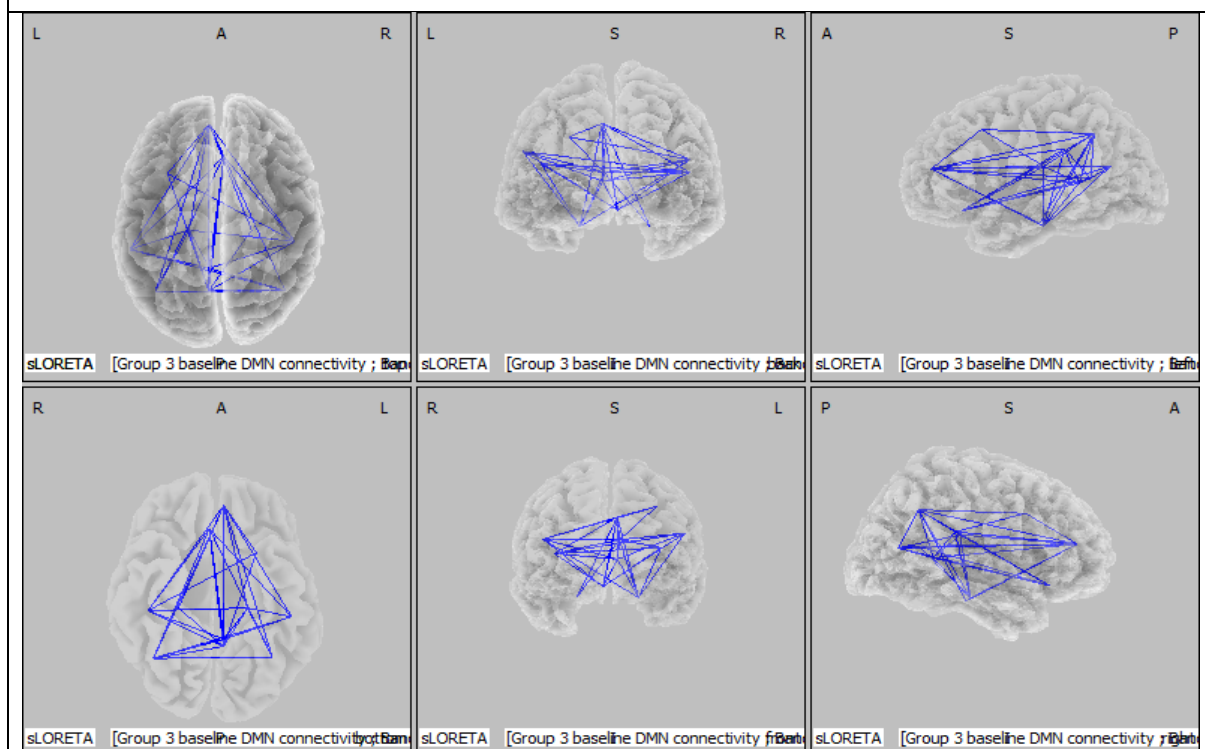 L A R
L S R
A S P
sLORETA [Group 3 baseline DMN connectivity ;
sLORETA [Group 3 baseline DMN connectivity ;
sLORETA [Group 3 baseline DMN connectivity ; left
R A L
R S L
P S A
sLORETA [Group 3 baseline DMN connectivity ;
sLORETA [Group 3 baseline DMN connectivity ;
sLORETA [Group 3 baseline DMN connectivity ;